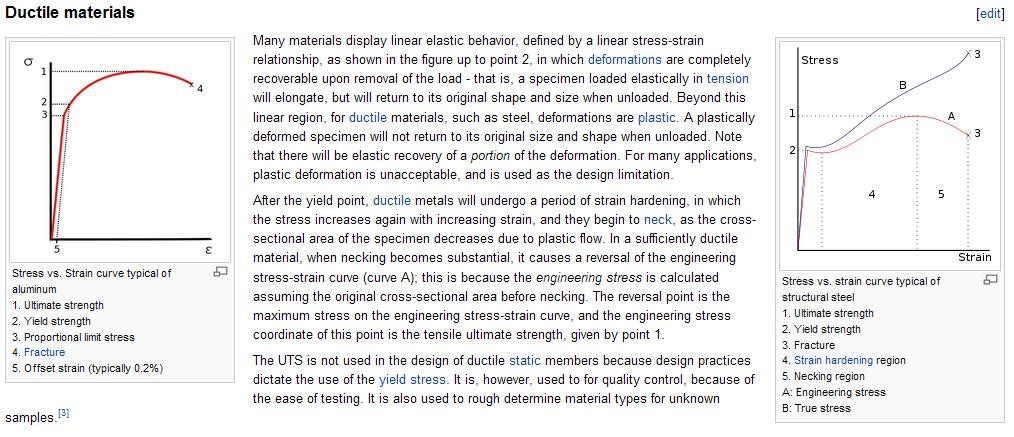 Ductile materials
[edit]
σ
1
2
3
4
5
ε
Stress vs. Strain curve typical of
aluminum
1. Ultimate strength
2. Yield strength
3. Proportional limit stress
4. Fracture
5. Offset strain (typically 0.2%)
Many materials display linear elastic behavior, defined by a linear stress-strain
relationship, as shown in the figure up to point 2, in which deformations are completely
recoverable upon removal of the load - that is, a specimen loaded elastically in tension
will elongate, but will return to its original shape and size when unloaded. Beyond this
linear region, for ductile materials, such as steel, deformations are plastic. A plastically
deformed specimen will not return to its original size and shape when unloaded. Note
that there will be elastic recovery of a portion of the deformation. For many applications,
plastic deformation is unacceptable, and is used as the design limitation.
After the yield point, ductile metals will undergo a period of strain hardening, in which
the stress increases again with increasing strain, and they begin to neck, as the cross-
sectional area of the specimen decreases due to plastic flow. In a sufficiently ductile
material, when necking becomes substantial, it causes a reversal of the engineering
stress-strain curve (curve A); this is because the engineering stress is calculated
assuming the original cross-sectional area before necking. The reversal point is the
maximum stress on the engineering stress-strain curve, and the engineering stress
coordinate of this point is the tensile ultimate strength, given by point 1.
The UTS is not used in the design of ductile static members because design practices
dictate the use of the yield stress. It is, however, used to for quality control, because of
the ease of testing. It is also used to rough determine material types for unknown
samples.[3]
Stress
3
B
1
A
3
2
4
5
Strain
Stress vs. strain curve typical of
structural steel
1. Ultimate strength
2. Yield strength
3. Fracture
4. Strain hardening region
5. Necking region
A: Engineering stress
B: True stress